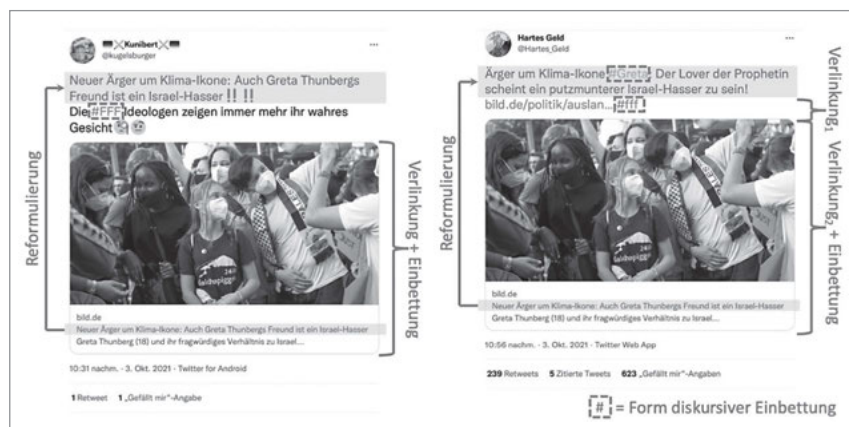 Kunibert
@kugelsburger
Neuer Ärger um Klima-Ikone: Auch Greta Thunbergs
Freund ist ein Israel-Hasser !! !!
Die #FFF Ideologen zeigen immer mehr ihr wahres
Gesicht
bild.de
Neuer Ärger um Klima-Ikone: Auch Greta Thunbergs Freund ist ein Israel-Hasser
Greta Thunberg (18) und ihr fragwürdiges Verhältnis zu Israel...
10:31 nachm. · 3. Okt. 2021 · Twitter for Android
1 Retweet 1 „Gefällt mir“-Angabe
Reformulierung
Verlinkung + Einbettung
Hartes Geld
@Hartes_Geld
Ärger um Klima-Ikone #Greta: Der Lover der Prophetin
scheint ein putzmunterer Israel-Hasser zu sein!
bild.de/politik/auslan... #fff
bild.de
Neuer Ärger um Klima-Ikone: Auch Greta Thunbergs Freund ist ein Israel-Hasser
Greta Thunberg (18) und ihr fragwürdiges Verhältnis zu Israel...
10:56 nachm. · 3. Okt. 2021 · Twitter Web App
239 Retweets 5 Zitierte Tweets 623 „Gefällt mir“-Angaben
Reformulierung
Verlinkung1
Verlinkung2 + Einbettung
# = Form diskursiver Einbettung